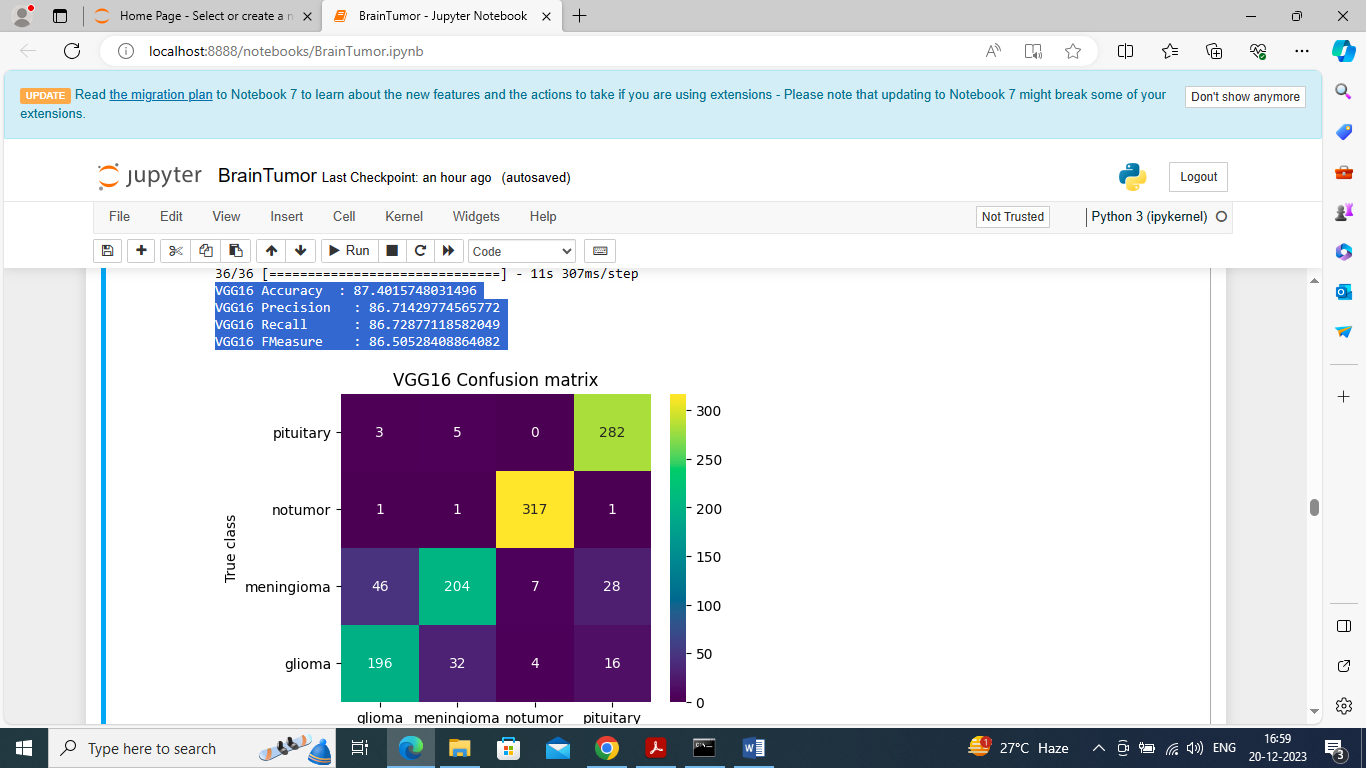 Home Page - Select or create a n
BrainTumor - Jupyter Notebook
localhost:8888/notebooks/BrainTumor.ipynb
UPDATE Read the migration plan to Notebook 7 to learn about the new features and the actions to take if you are using extensions - Please note that updating to Notebook 7 might break some of your
extensions.
Don't show anymore
jupyter BrainTumor Last Checkpoint: an hour ago (autosaved)
Logout
File Edit View Insert Cell Kernel Widgets Help
Not Trusted
Python 3 (ipykernel)
Run
Code
36/36 [==============================] - 11s 307ms/step
VGG16 Accuracy : 87.4015748031496
VGG16 Precision : 86.71429774565772
VGG16 Recall : 86.72877118582049
VGG16 FMeasure : 86.50528408864082
VGG16 Confusion matrix
True class
pituitary 3 5 0 282
notumor 1 1 317 1
meningioma 46 204 7 28
glioma 196 32 4 16
glioma meningioma notumor pituitary
300
250
200
150
100
50
0
Type here to search
1
27°C Haze
ENG
16:59
20-12-2023
3